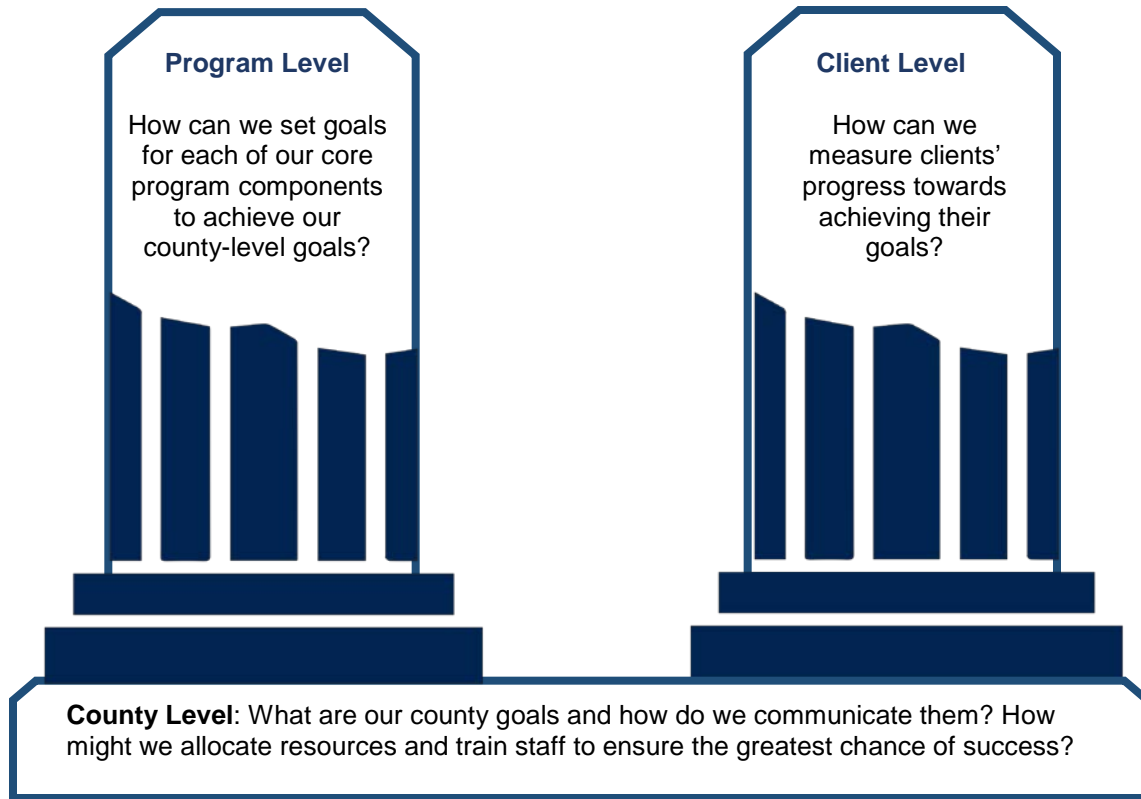 Program Level
How can we set goals
for each of our core
program components
to achieve our
county-level goals?
Client Level
How can we
measure clients’
progress towards
achieving their
goals?
County Level: What are our county goals and how do we communicate them? How
might we allocate resources and train staff to ensure the greatest chance of success?